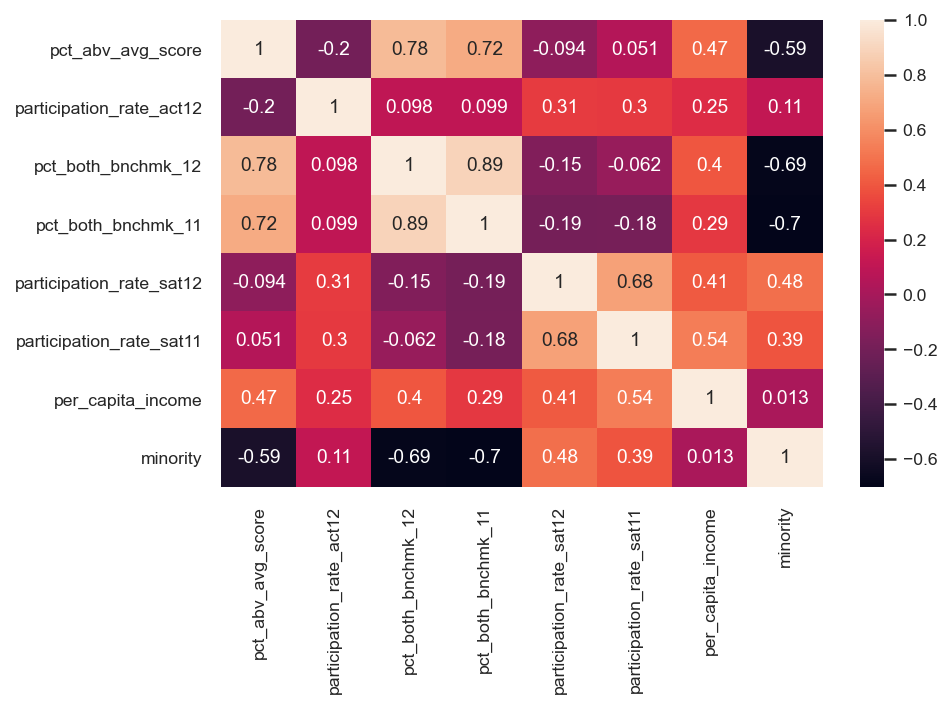 pct_abv_avg_score 1 -0.2 0.78 0.72 -0.094 0.051 0.47 -0.59
participation_rate_act12 -0.2 1 0.098 0.099 0.31 0.3 0.25 0.11
pct_both_bnchmk_12 0.78 0.098 1 0.89 -0.15 -0.062 0.4 -0.69
pct_both_bnchmk_11 0.72 0.099 0.89 1 -0.19 -0.18 0.29 -0.7
participation_rate_sat12 -0.094 0.31 -0.15 -0.19 1 0.68 0.41 0.48
participation_rate_sat11 0.051 0.3 -0.062 -0.18 0.68 1 0.54 0.39
per_capita_income 0.47 0.25 0.4 0.29 0.41 0.54 1 0.013
minority -0.59 0.11 -0.69 -0.7 0.48 0.39 0.013 1
pct_abv_avg_score
participation_rate_act12
pct_both_bnchmk_12
pct_both_bnchmk_11
participation_rate_sat12
participation_rate_sat11
per_capita_income
minority
1.0
0.8
0.6
0.4
0.2
0.0
−0.2
−0.4
−0.6